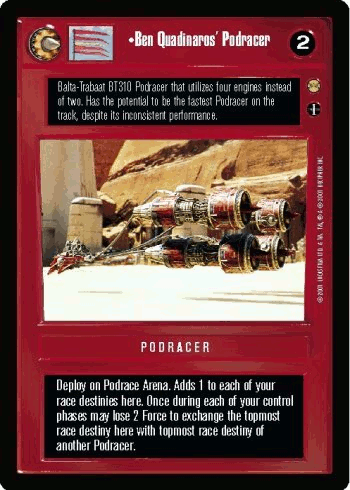 •Ben Quadinaros' Podracer
2
Balta-Trabaat BT310 Podracer that utilizes four engines instead
of two. Has the potential to be the fastest Podracer on the
track, despite its inconsistent performance.
PODRACER
Deploy on Podrace Arena. Adds 1 to each of your
race destinies here. Once during each of your control
phases may lose 2 Force to exchange the topmost
race destiny here with topmost race destiny of
another Podracer.